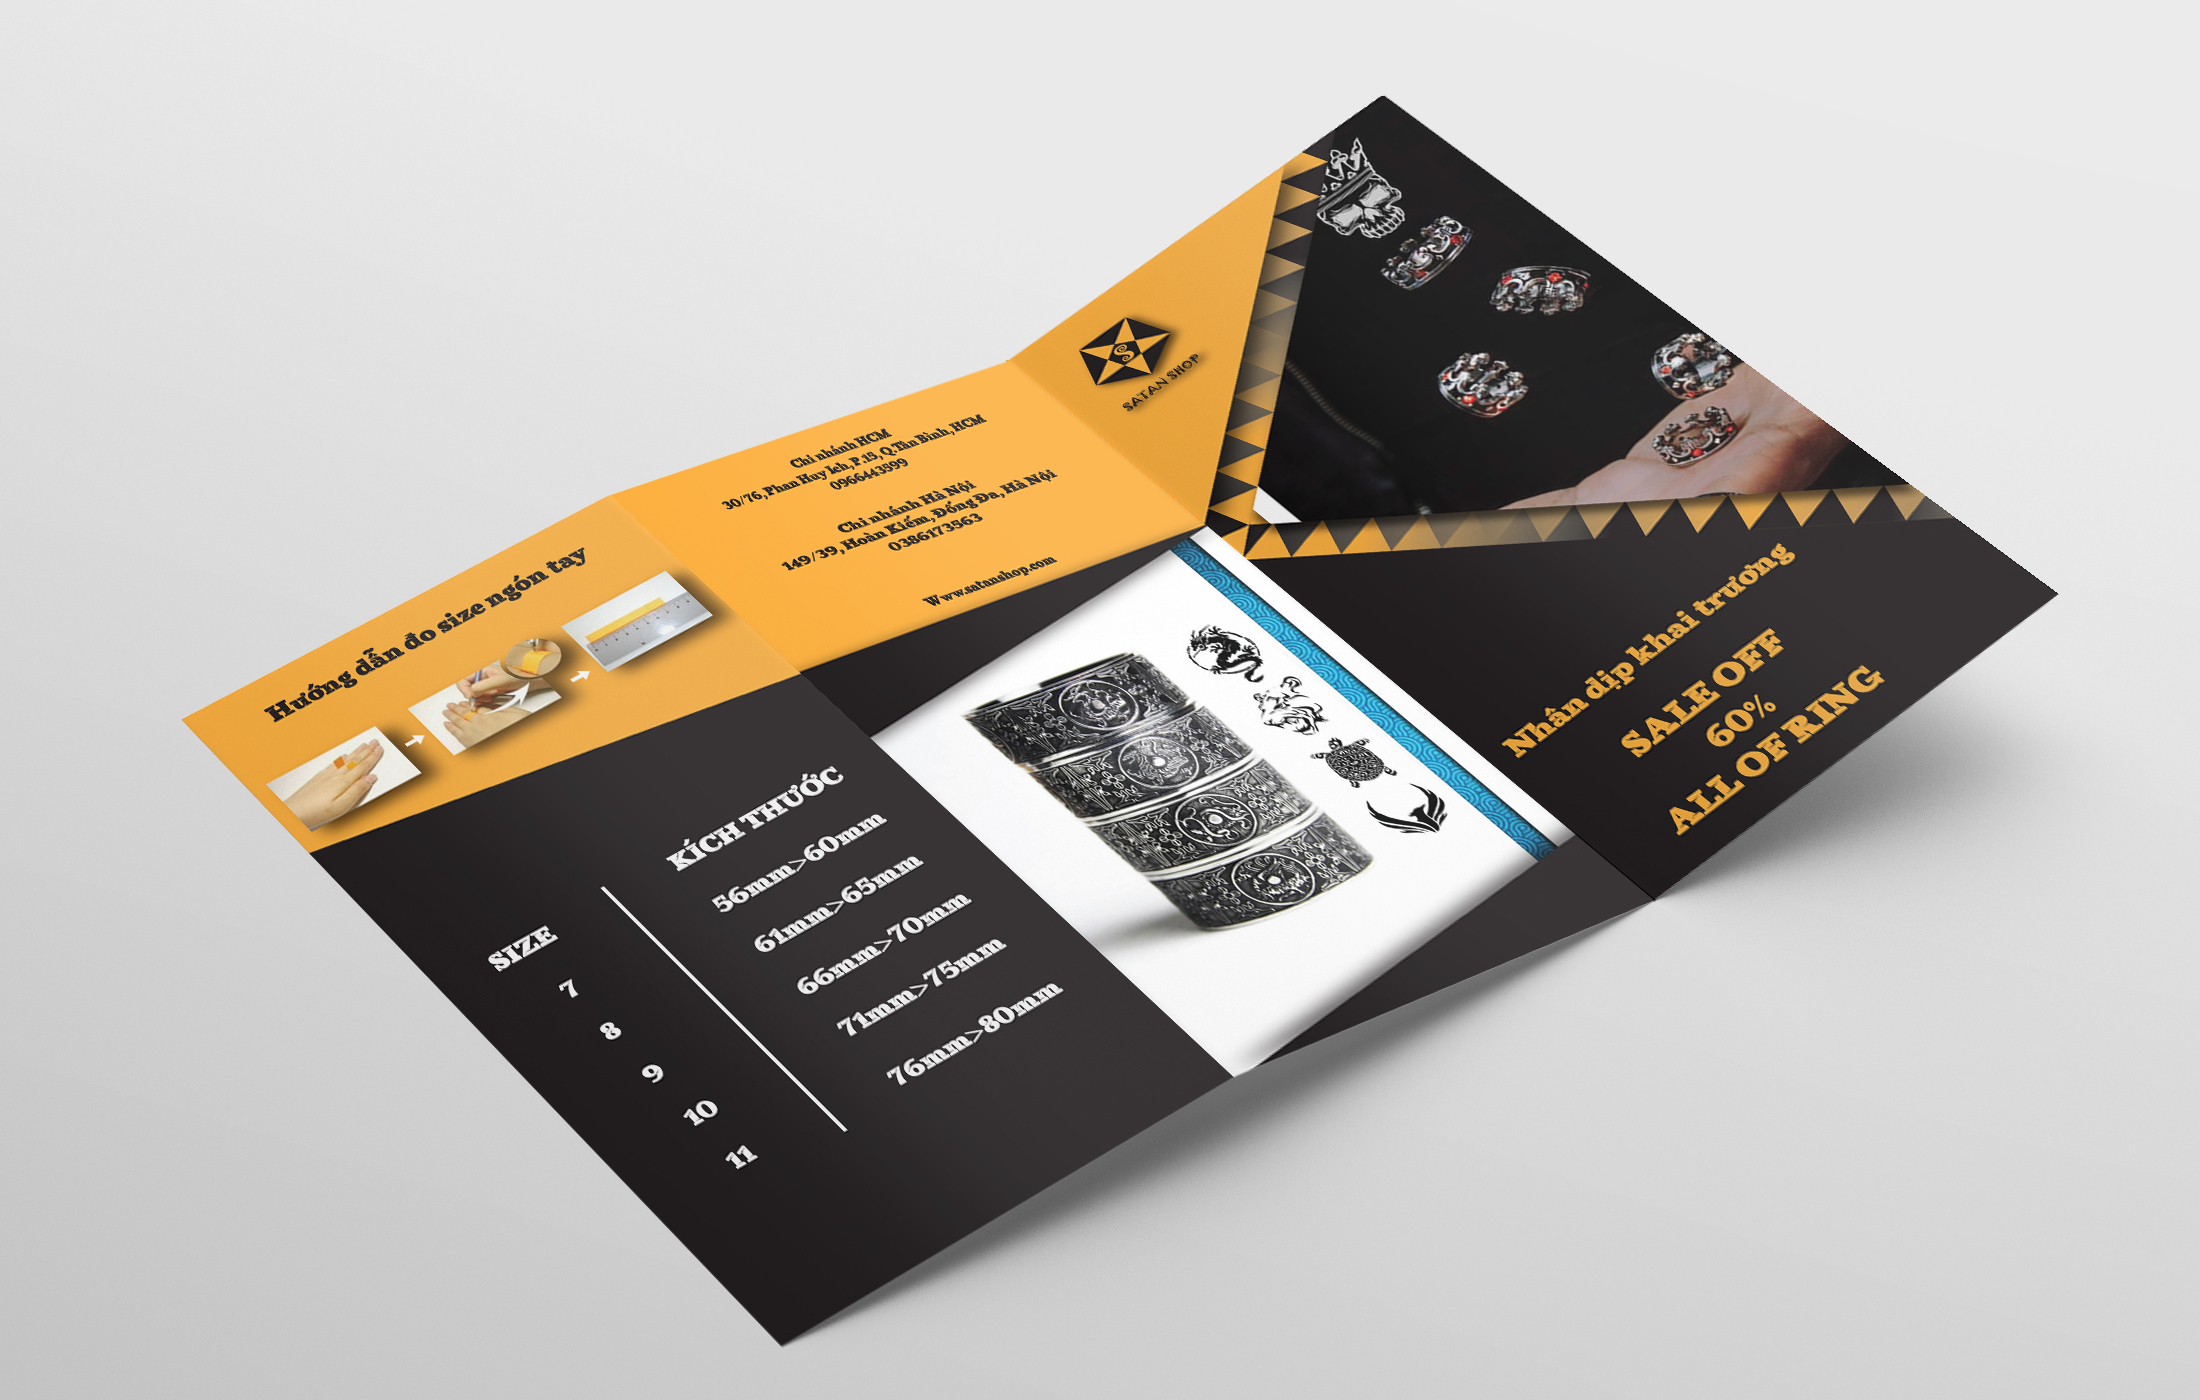 Hướng dẫn đo size ngón tay
SIZE KÍCH THƯỚC
7 56mm>60mm
8 61mm>65mm
9 66mm>70mm
10 71mm>75mm
11 76mm>80mm
Chi nhánh HCM
30/76,Phan Huy Ích, P.15, Q.Tân Bình, HCM
0966443599
Chi nhánh Hà Nội
149/39, Hoàn Kiếm, Đống Đa, Hà Nội
0386173563
Www.satanshop.com
S
SATAN SHOP
Nhân dịp khai trương
SALE OFF
60%
ALL OF RING